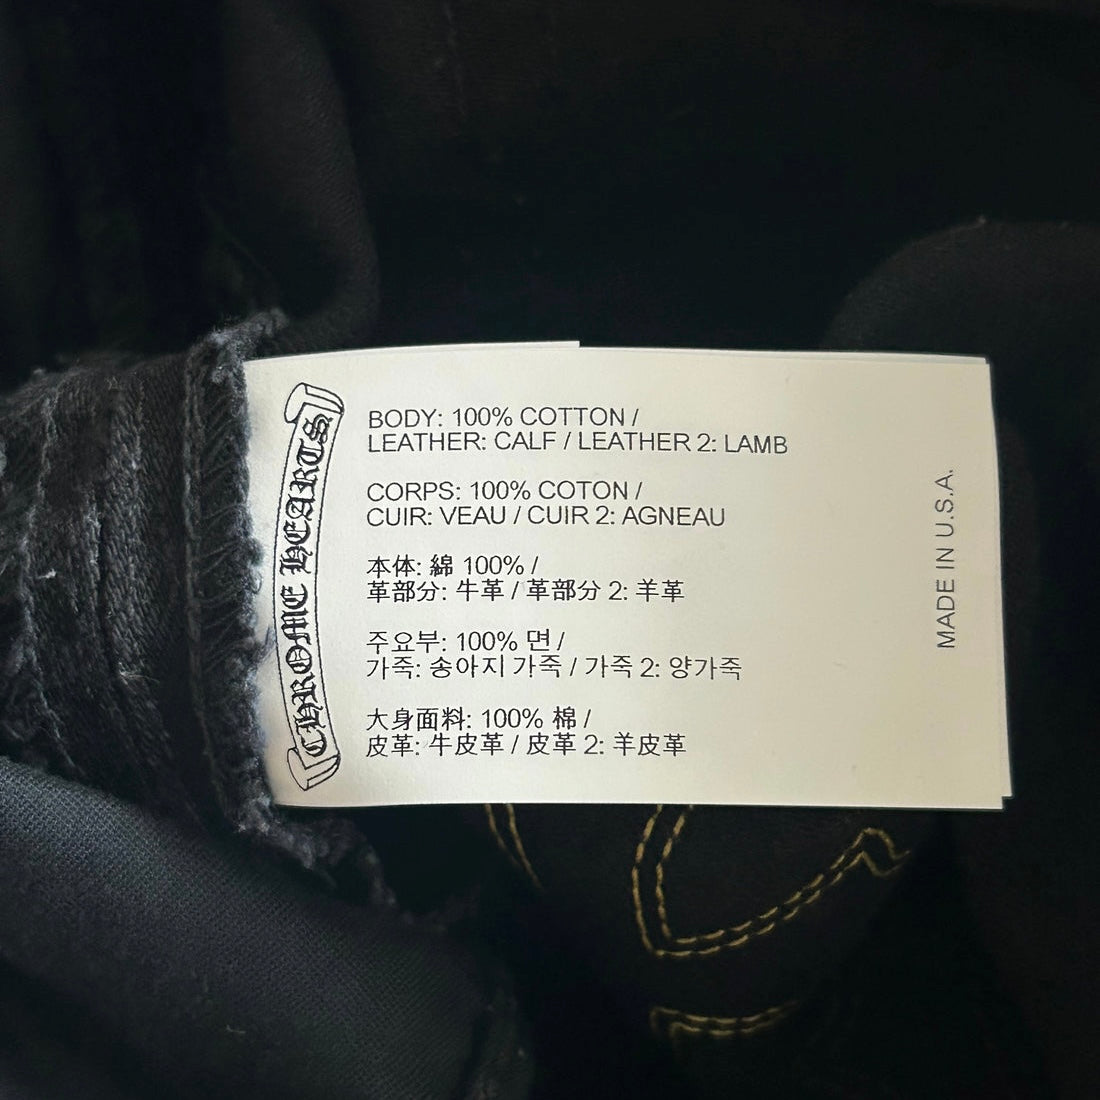 CHROME HEARTS
BODY: 100% COTTON /
LEATHER: CALF / LEATHER 2: LAMB
CORPS: 100% COTON /
CUIR: VEAU / CUIR 2: AGNEAU
本体: 綿 100% /
革部分: 牛革 / 革部分 2: 羊革
주요부: 100% 면 /
가죽: 송아지 가죽 / 가죽 2: 양가죽
大身面料: 100% 棉 /
皮革: 牛皮革 / 皮革 2: 羊皮革
MADE IN U.S.A.